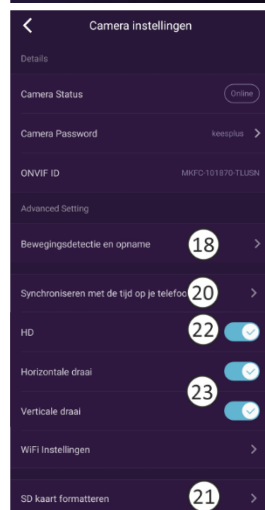 Camera instellingen
Details
Camera Status Online
Camera Password keesplus
ONVIF ID MKFC-101870-TLUSN
Advanced Setting
Bewegingsdetectie en opname 18
Synchroniseren met de tijd op je telefoo 20
HD 22
Horizontale draai
23
Verticale draai
WiFi Instellingen
SD kaart formatteren 21